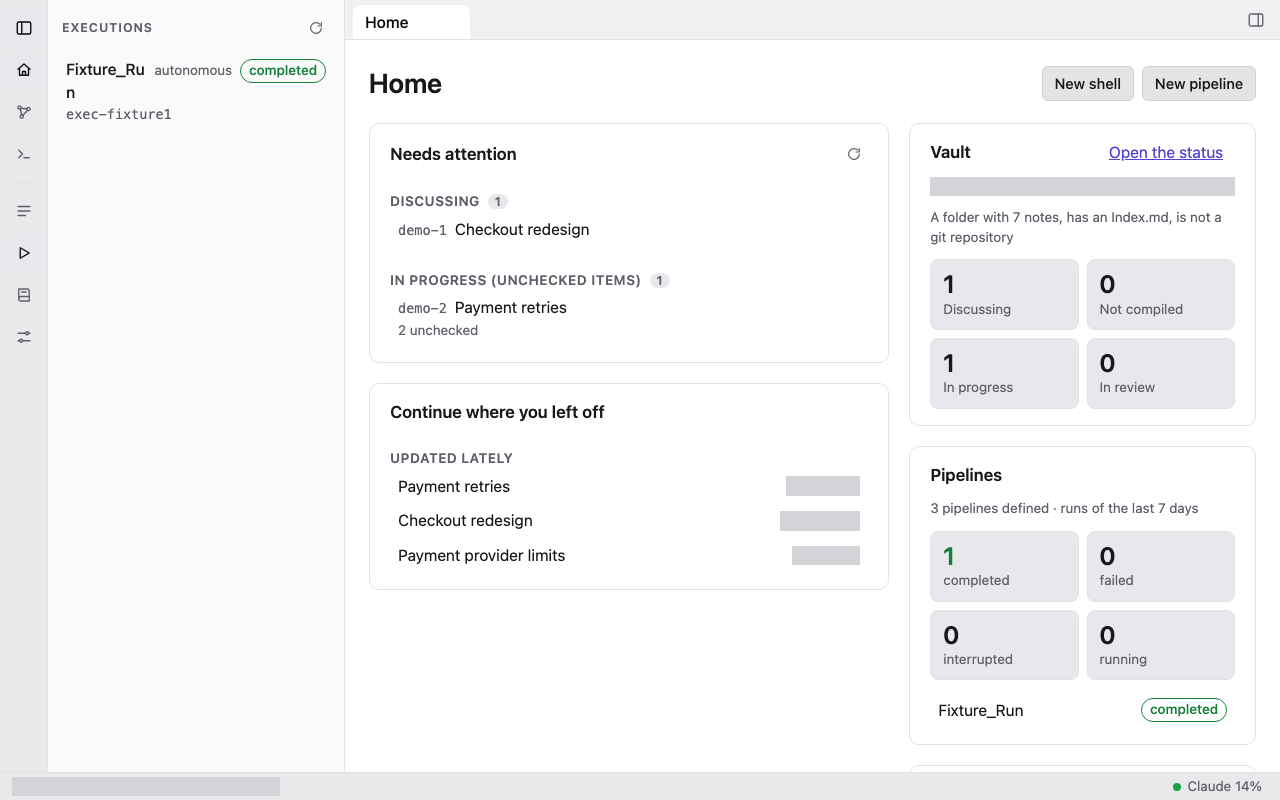 EXECUTIONS
Fixture_Ru
n
autonomous
completed
exec-fixture1
Home
Home
New shell
New pipeline
Needs attention
DISCUSSING 1
demo-1 Checkout redesign
IN PROGRESS (UNCHECKED ITEMS) 1
demo-2 Payment retries
2 unchecked
Continue where you left off
UPDATED LATELY
Payment retries
Checkout redesign
Payment provider limits
Vault
Open the status
A folder with 7 notes, has an Index.md, is not a
git repository
1
Discussing
0
Not compiled
1
In progress
0
In review
Pipelines
3 pipelines defined · runs of the last 7 days
1
completed
0
failed
0
interrupted
0
running
Fixture_Run
completed
Claude 14%